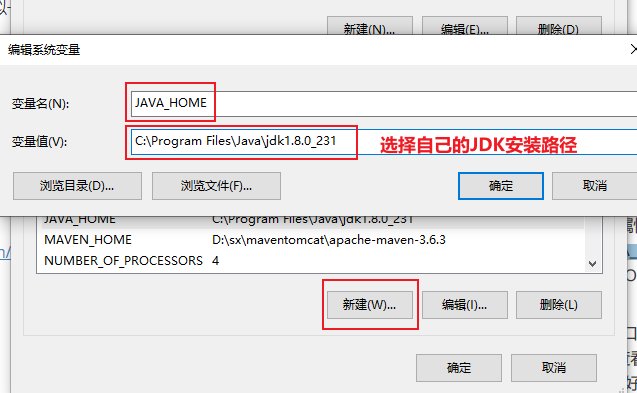 新建(N)... 编辑(E)... 删除(D)
编辑系统变量
变量名(N): JAVA_HOME
变量值(V): C:\Program Files\Java\jdk1.8.0_231 选择自己的JDK安装路径
浏览目录(D)... 浏览文件(F)... 确定 取消
JAVA_HOME C:\Program Files\Java\jdk1.8.0_231
MAVEN_HOME D:\sx\maventomcat\apache-maven-3.6.3
NUMBER_OF_PROCESSORS 4
新建(W)... 编辑(I)... 删除(L)
确定 取消